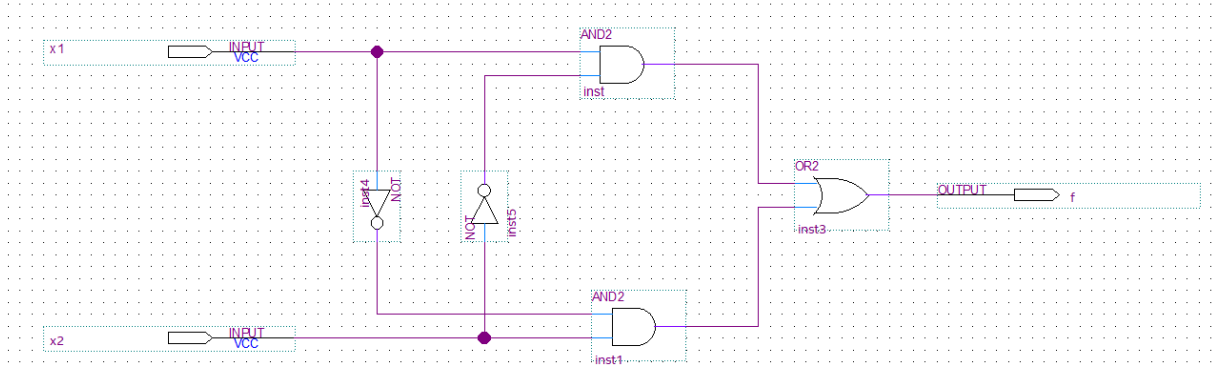 AND2
x1
INPUT
VCC
inst
inst4
NOT
NOT
inst5
OR2
OUTPUT
f
inst3
AND2
x2
INPUT
VCC
inst1